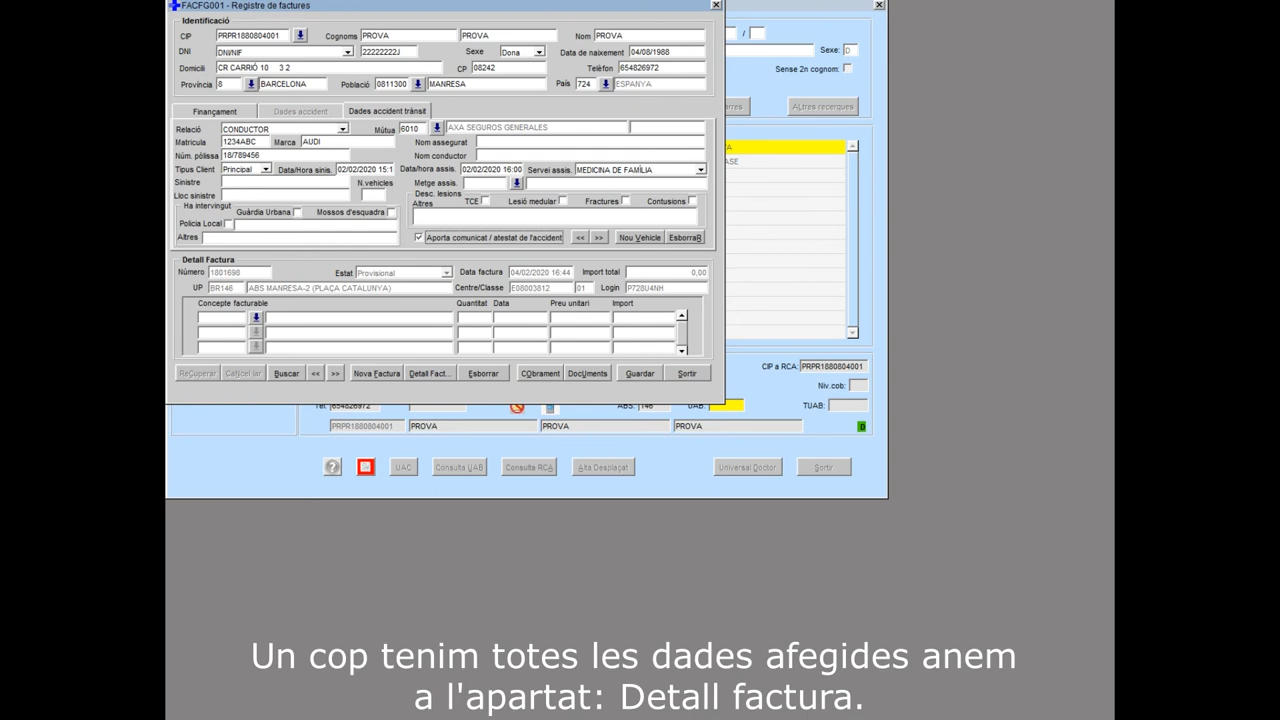 FACFG001 - Registre de factures
Identificació
CIP PRPR1880804001 Cognoms PROVA PROVA Nom PROVA
DNI DNI/NIF 22222222J Sexe Dona Data de naixement 04/08/1988
Domicili CR CARRIÓ 10 3 2 CP 08242 Telèfon 654826972
Província 8 BARCELONA Població 0811300 MANRESA País 724 ESPANYA
Finançament Dades accident Dades accident trànsit
Relació CONDUCTOR Mútua 6010 AXA SEGUROS GENERALES
Matrícula 1234ABC Marca AUDI Nom assegurat
Núm. pòlissa 18/789456 Nom conductor
Tipus Client Principal Data/Hora sinis. 02/02/2020 15:1 Data/hora assis. 02/02/2020 16:00 Servei assis. MEDICINA DE FAMÍLIA
Sinistre N.vehicles Metge assis.
Lloc sinistre
Desc. lesions TCE Lesió medular Fractures Contusions
Altres
Ha intervingut
Guàrdia Urbana Mossos d'esquadra
Policia Local
Altres
Aporta comunicat / atestat de l'accident << >> Nou Vehicle EsborraR
Detall Factura
Número 1801698 Estat Provisional Data factura 04/02/2020 16:44 Import total 0,00
UP BR146 ABS MANRESA-2 (PLAÇA CATALUNYA) Centre/Classe E08003812 01 Login P728U4NH
Concepte facturable Quantitat Data Preu unitari Import
ReCuperar Cancel·lar Buscar << >> Nova Factura Detall Fact... Esborrar CObrament DocUments Guardar Sortir
/
Sexe: D
Sense 2n cognom:
erres ALtres recerques
A
ASE
CIP a RCA: PRPR1880804001
Niv.cob:
Tel. 654826972 ABS: 146 UAB: TUAB:
PRPR1880804001 PROVA PROVA PROVA 0
? UAC Consulta UAB Consulta RCA Alta Desplaçat Universal Doctor Sortir
Un cop tenim totes les dades afegides anem
a l'apartat: Detall factura.